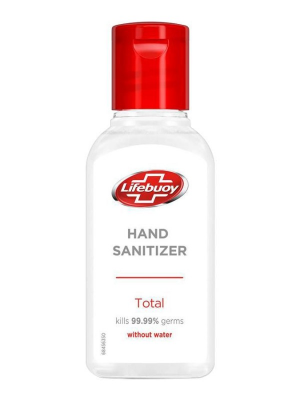 Lifebuoy
HAND
SANITIZER
Total
kills 99.99% germs
without water